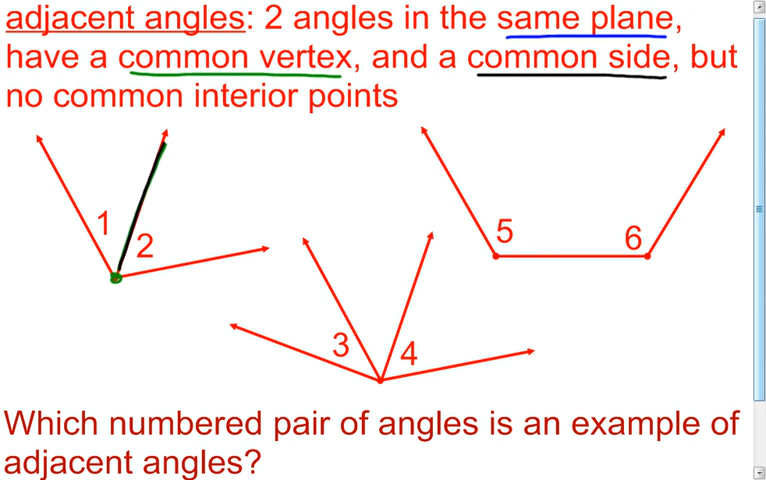 adjacent angles: 2 angles in the same plane,
have a common vertex, and a common side, but
no common interior points
1
2
5
6
3
4
Which numbered pair of angles is an example of
adjacent angles?